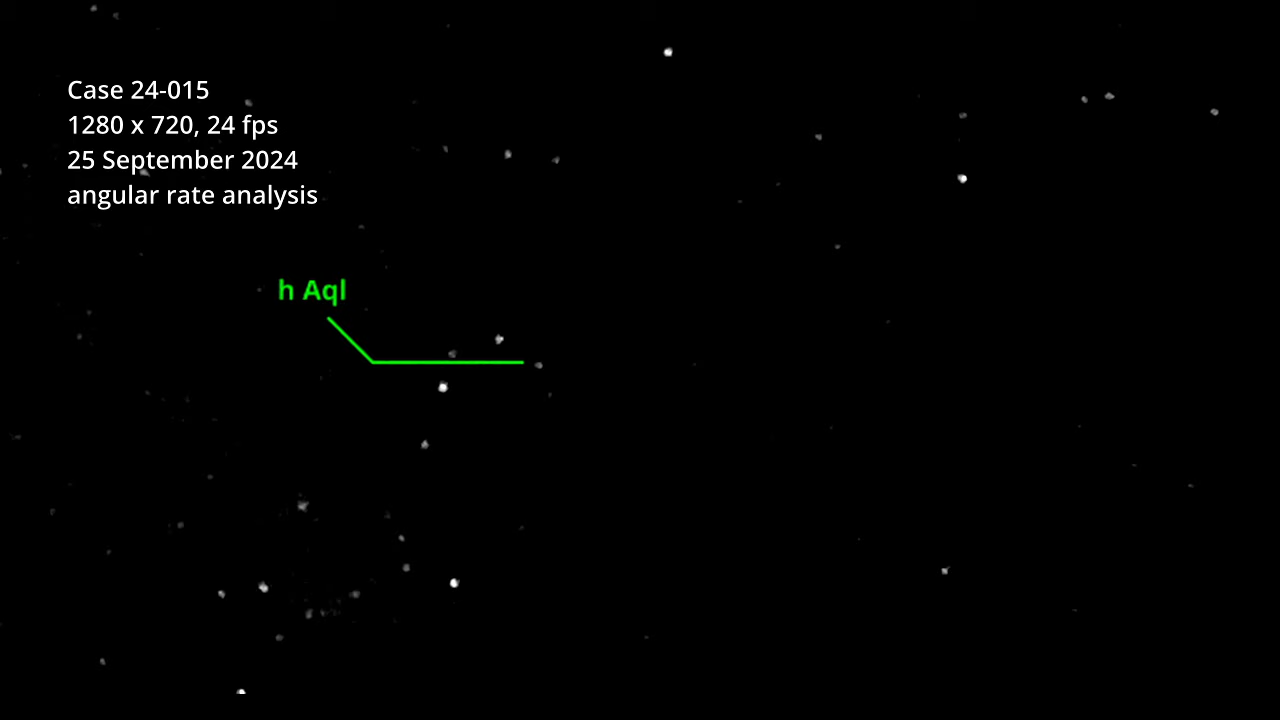 Case 24-015
1280 x 720, 24 fps
25 September 2024
angular rate analysis
h Aql